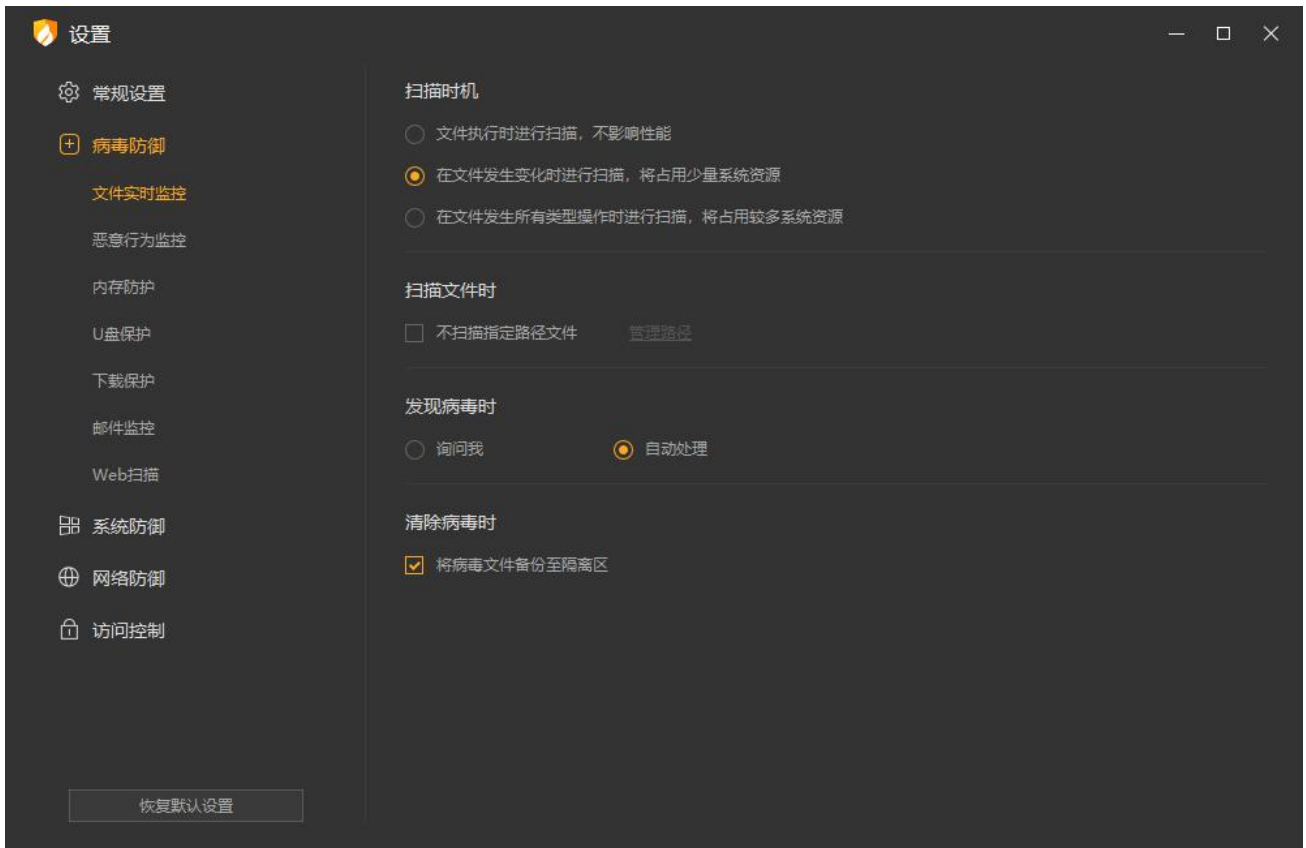 设置
常规设置
病毒防御
文件实时监控
恶意行为监控
内存防护
U盘保护
下载保护
邮件监控
Web扫描
系统防御
网络防御
访问控制
恢复默认设置
扫描时机
文件执行时进行扫描，不影响性能
在文件发生变化时进行扫描，将占用少量系统资源
在文件发生所有类型操作时进行扫描，将占用较多系统资源
扫描文件时
不扫描指定路径文件 管理路径
发现病毒时
询问我 自动处理
清除病毒时
将病毒文件备份至隔离区